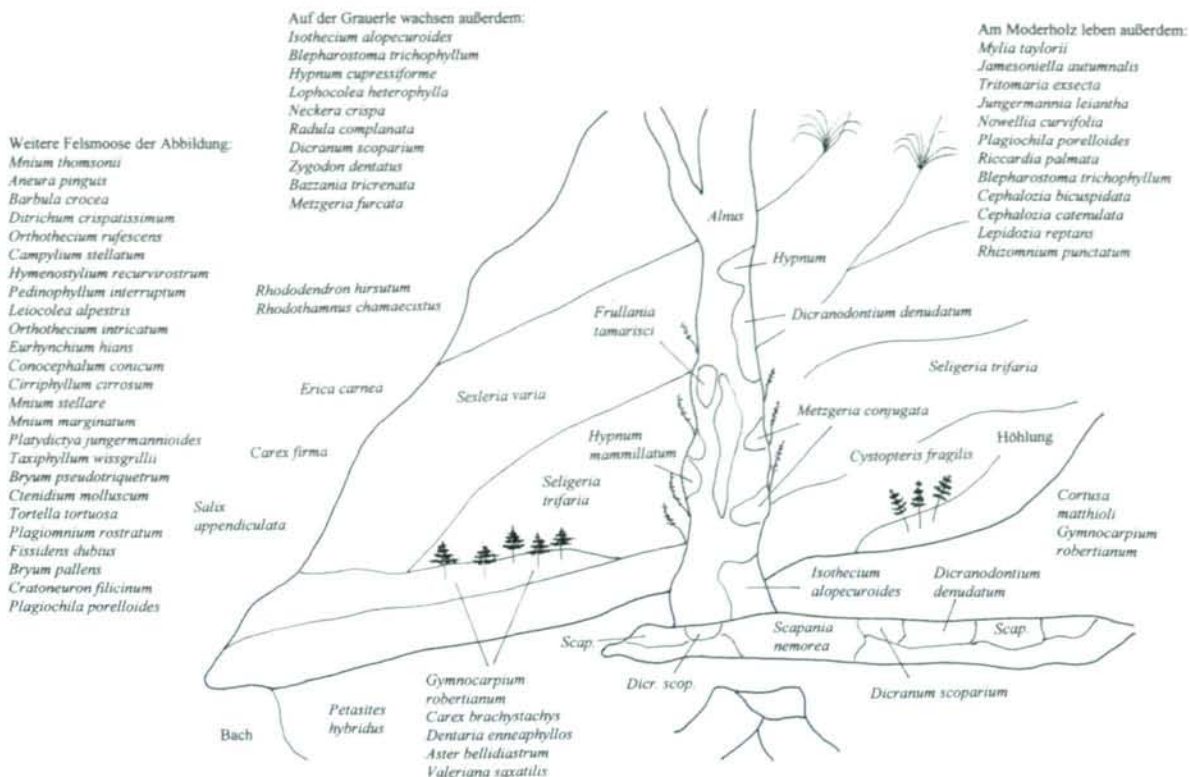 Auf der Grauerle wachsen außerdem:
Isothecium alopecuroides
Blepharostoma trichophyllum
Hypnum cupressiforme
Lophocolea heterophylla
Neckera crispa
Radula complanata
Dicranum scoparium
Zygodon dentatus
Bazzania tricrenata
Metzgeria furcata
Am Moderholz leben außerdem:
Mylia taylorii
Jamesoniella autumnalis
Tritomaria exsecta
Jungermannia leiantha
Nowellia curvifolia
Plagiochila porelloides
Riccardia palmata
Blepharostoma trichophyllum
Cephalozia bicuspidata
Cephalozia catenulata
Lepidozia reptans
Rhizomnium punctatum
Weitere Felsmoose der Abbildung:
Mnium thomsonii
Aneura pinguis
Barbula crocea
Ditrichum crispatissimum
Orthothecium rufescens
Campylium stellatum
Hymenostylium recurvirostrum
Pedinophyllum interruptum
Leiocolea alpestris
Orthothecium intricatum
Eurhynchium hians
Conocephalum conicum
Cirriphyllum cirrosum
Mnium stellare
Mnium marginatum
Platydictya jungermannioides
Taxiphyllum wissgrillii
Bryum pseudotriquetrum
Ctenidium molluscum
Tortella tortuosa
Plagiomnium rostratum
Fissidens dubius
Bryum pallens
Cratoneuron filicinum
Plagiochila porelloides
Alnus
Hypnum
Rhododendron hirsutum
Rhodothamnus chamaecistus
Frullania
tamarisci
Dicranodontium denudatum
Seligeria trifaria
Erica carnea
Sesleria varia
Metzgeria conjugata
Carex firma
Hypnum
mammillatum
Cystopteris fragilis
Höhlung
Seligeria
trifaria
Salix
appendiculata
Cortusa
matthioli
Gymnocarpium
robertianum
Isothecium
alopecuroides
Dicranodontium
denudatum
Scap.
Scapania
nemorea
Scap.
Dicr. scop.
Dicranum scoparium
Bach
Petasites
hybridus
Gymnocarpium
robertianum
Carex brachystachys
Dentaria enneaphyllos
Aster bellidiastrum
Valeriana saxatilis